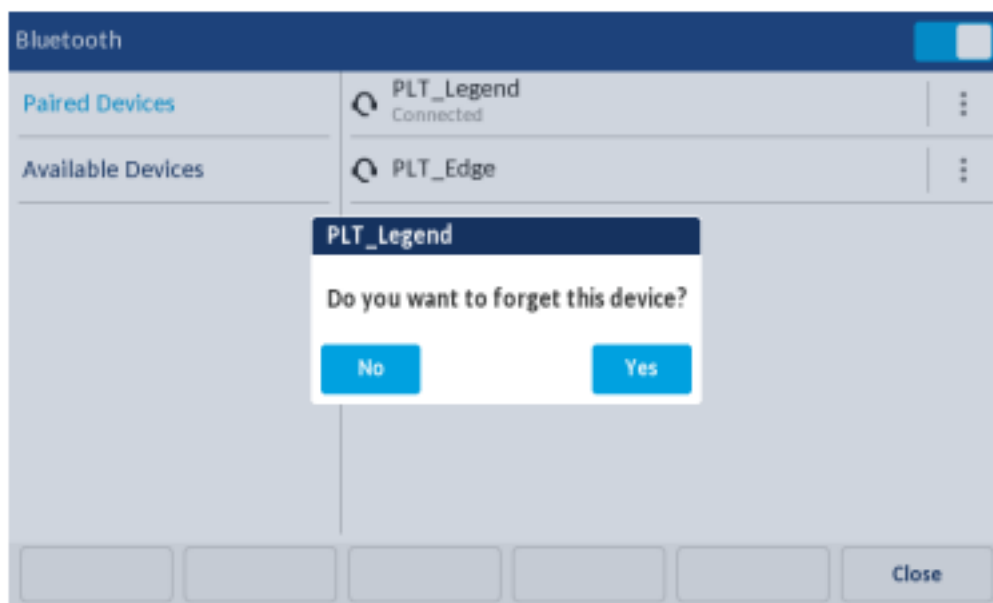 Bluetooth
Paired Devices
Available Devices
PLT_Legend
Connected
PLT_Edge
PLT_Legend
Do you want to forget this device?
No
Yes
Close